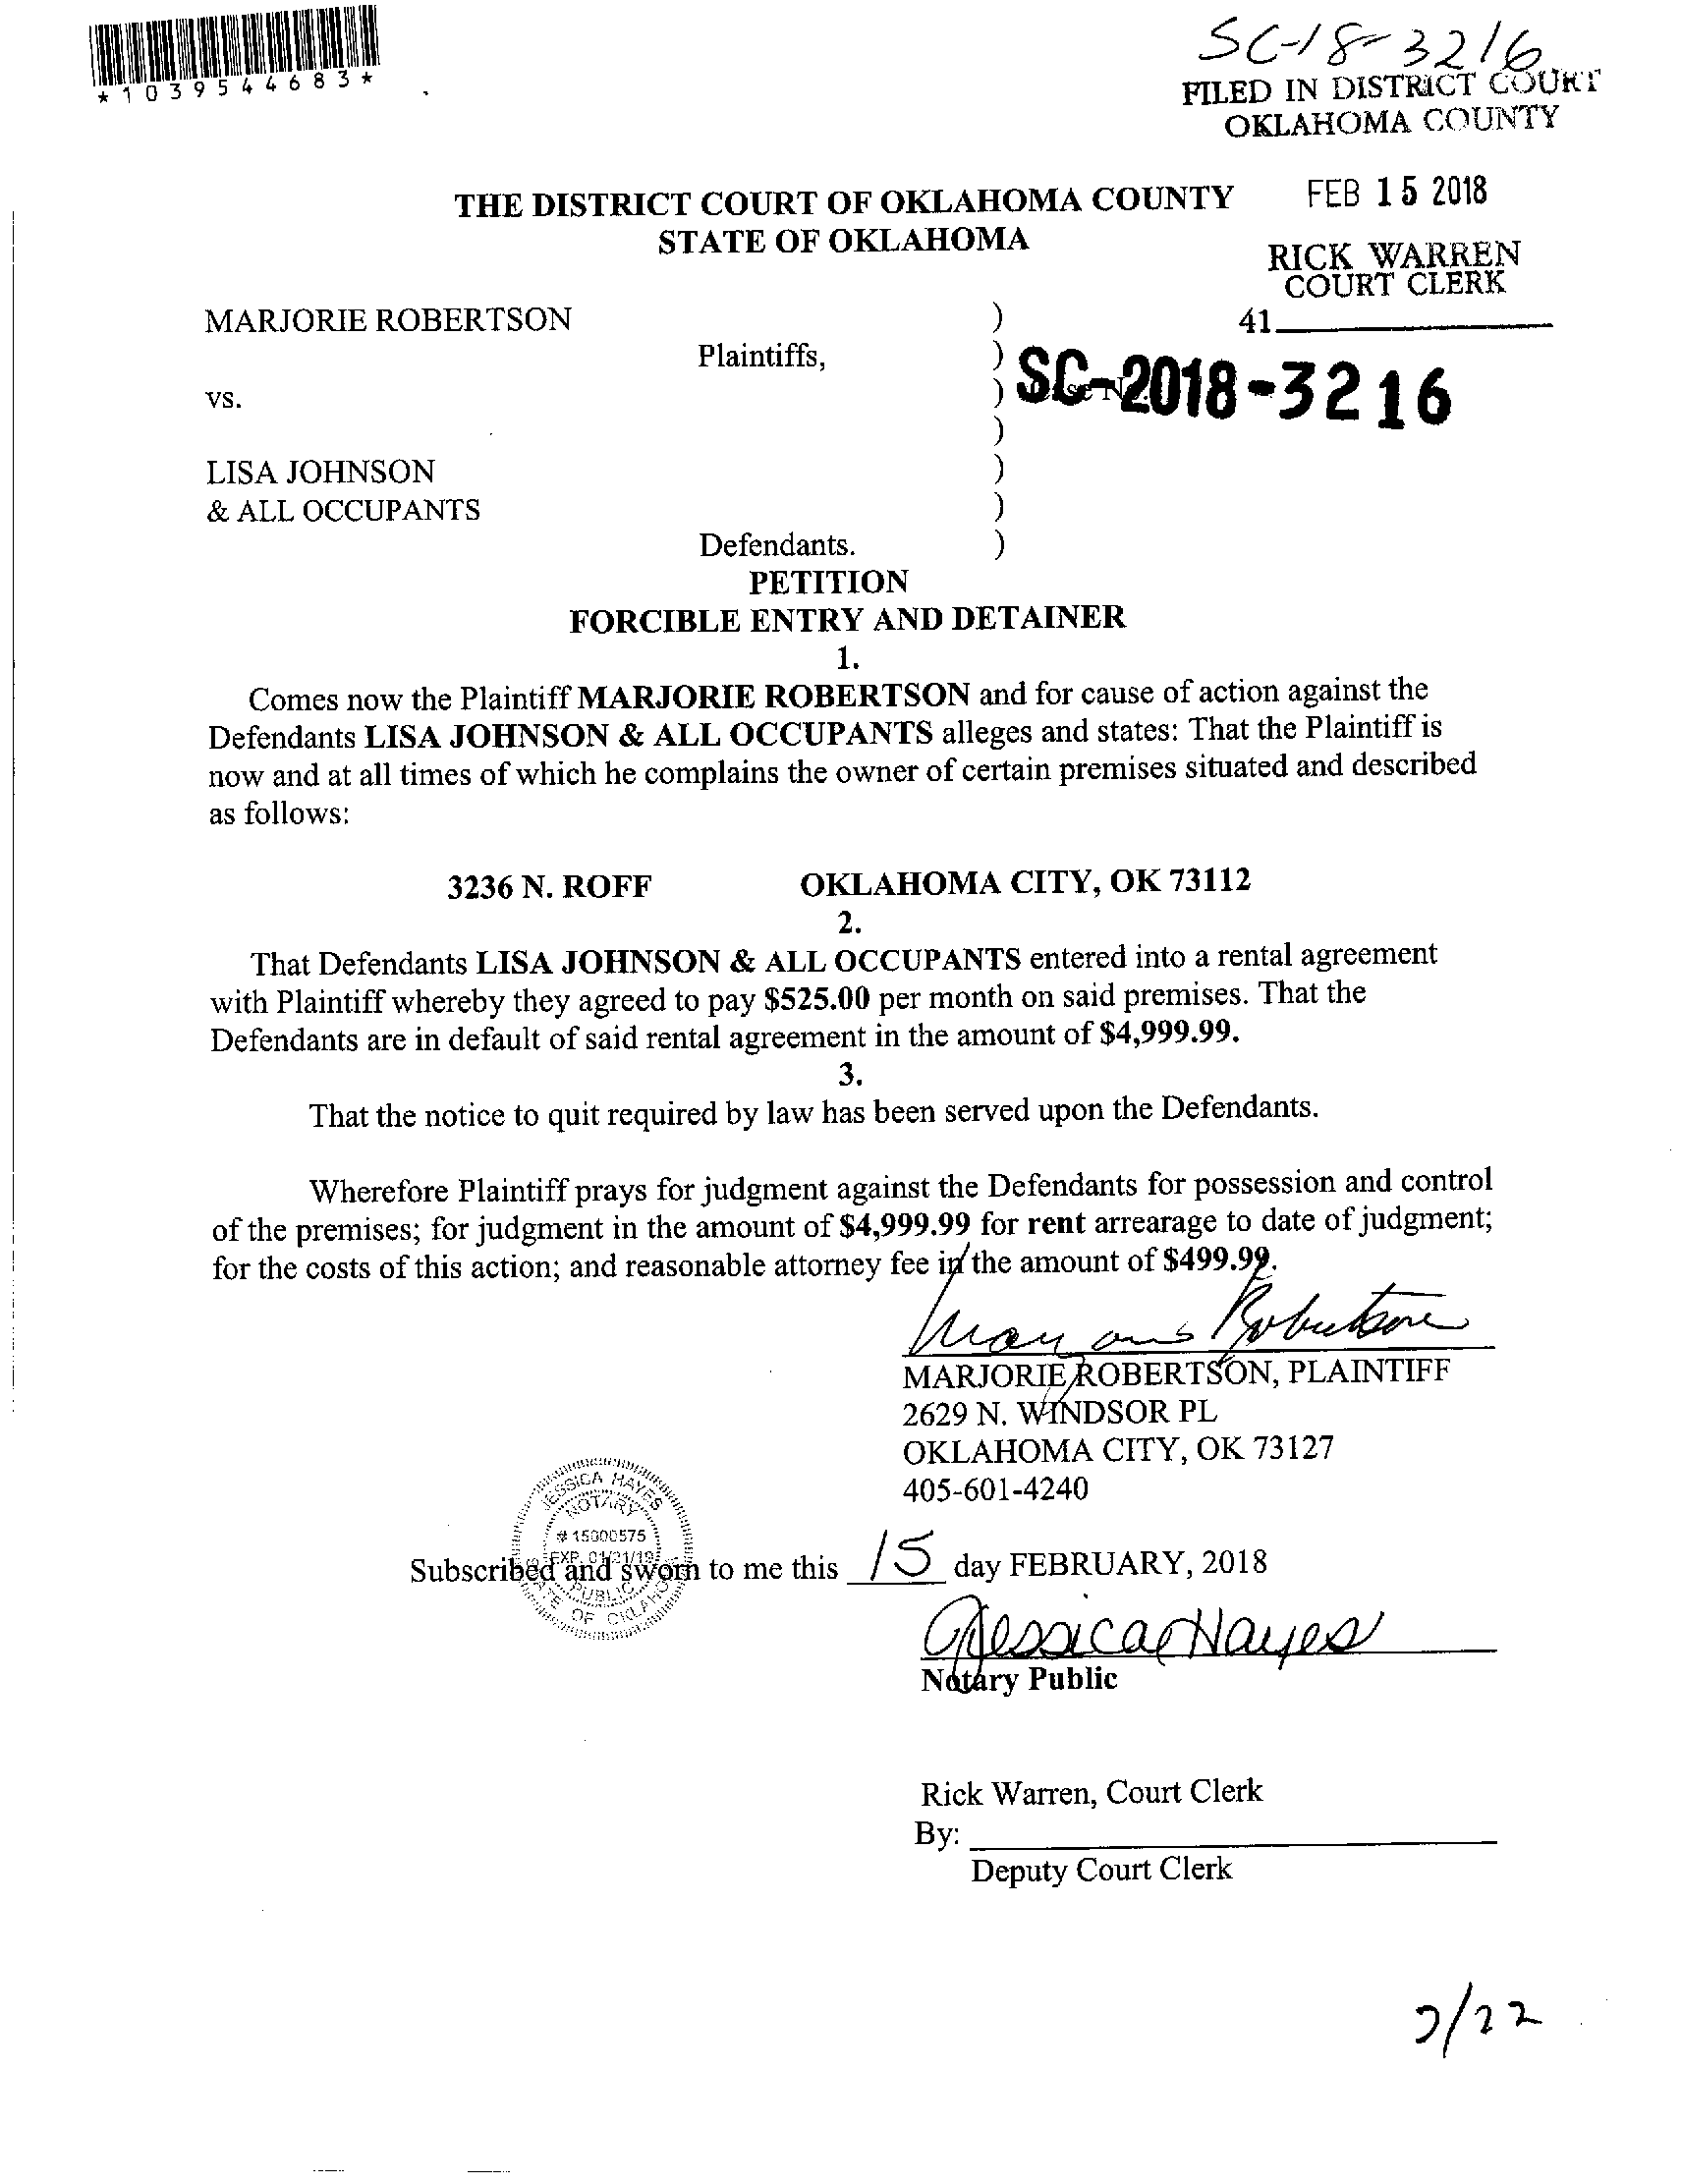 *1039544683*
SC-18-3216
FILED IN DISTRICT COURT
OKLAHOMA COUNTY
FEB 15 2018
RICK WARREN
COURT CLERK
41
THE DISTRICT COURT OF OKLAHOMA COUNTY
STATE OF OKLAHOMA
MARJORIE ROBERTSON )
Plaintiffs, )
vs. ) SC-2018-3216
)
LISA JOHNSON )
& ALL OCCUPANTS )
Defendants. )
PETITION
FORCIBLE ENTRY AND DETAINER
1.
Comes now the Plaintiff MARJORIE ROBERTSON and for cause of action against the
Defendants LISA JOHNSON & ALL OCCUPANTS alleges and states: That the Plaintiff is
now and at all times of which he complains the owner of certain premises situated and described
as follows:
3236 N. ROFF OKLAHOMA CITY, OK 73112
2.
That Defendants LISA JOHNSON & ALL OCCUPANTS entered into a rental agreement
with Plaintiff whereby they agreed to pay $525.00 per month on said premises. That the
Defendants are in default of said rental agreement in the amount of $4,999.99.
3.
That the notice to quit required by law has been served upon the Defendants.
Wherefore Plaintiff prays for judgment against the Defendants for possession and control
of the premises; for judgment in the amount of $4,999.99 for rent arrearage to date of judgment;
for the costs of this action; and reasonable attorney fee in the amount of $499.99.
Robertson
MARJORIE ROBERTSON, PLAINTIFF
2629 N. WINDSOR PL
OKLAHOMA CITY, OK 73127
405-601-4240
JESSICA HAYES
NOTARY
# 15000575
EXP. 01/21/19
PUBLIC
STATE OF OKLAHOMA
Subscribed and sworn to me this 15 day FEBRUARY, 2018
Jessica Hayes
Notary Public
Rick Warren, Court Clerk
By:
Deputy Court Clerk
2/22